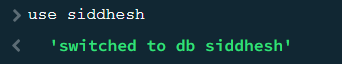 > use siddhesh
< 'switched to db siddhesh'